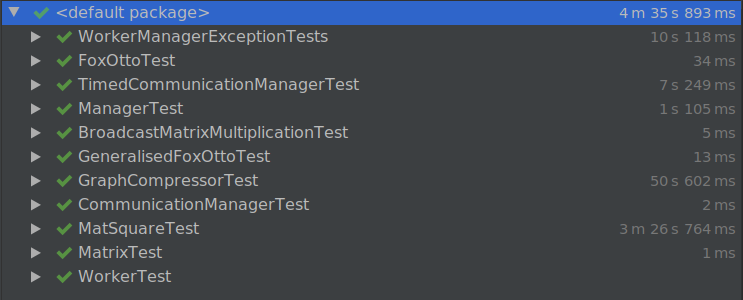 <default package> 4 m 35 s 893 ms
WorkerManagerExceptionTests 10 s 118 ms
FoxOttoTest 34 ms
TimedCommunicationManagerTest 7 s 249 ms
ManagerTest 1 s 105 ms
BroadcastMatrixMultiplicationTest 5 ms
GeneralisedFoxOttoTest 13 ms
GraphCompressorTest 50 s 602 ms
CommunicationManagerTest 2 ms
MatSquareTest 3 m 26 s 764 ms
MatrixTest 1 ms
WorkerTest